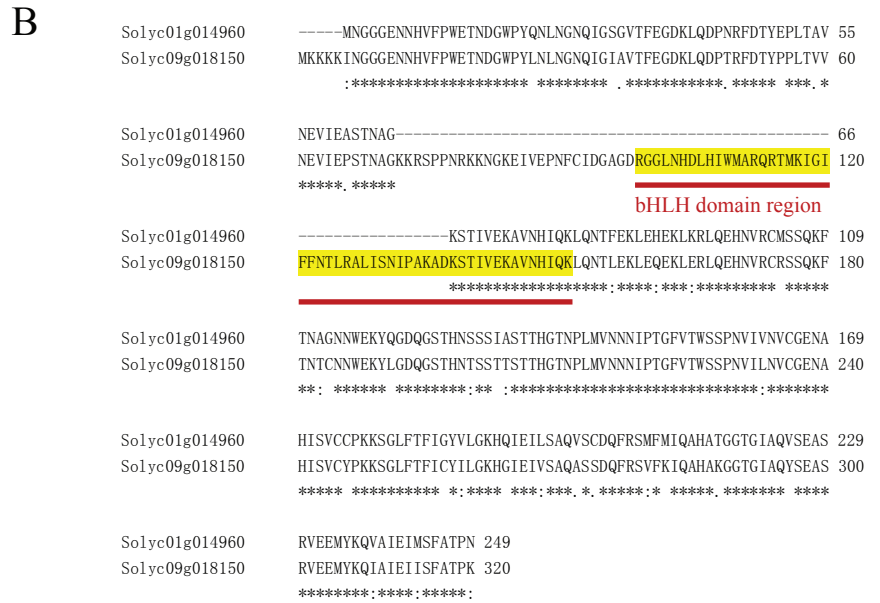 B
Solyc01g014960 -----MNGGGENNHVFPWETNDGWPYQNLNGNQIGSGVTFEGDKLQDPNRFDTYEPLTAV 55
Solyc09g018150 MKKKKINGGGENNHVFPWETNDGWPYLNLNGNQIGIAVTFEGDKLQDPTRFDTYPPLTVV 60
:******************** ******** .***********.***** ***.*
Solyc01g014960 NEVIEASTNAG------------------------------------------------- 66
Solyc09g018150 NEVIEPSTNAGKKRSPPNRKKNGKEIVEPNFCIDGAGDRGGLNHDLHIWMARQRTMKIGI 120
*****.*****
bHLH domain region
Solyc01g014960 -----------------KSTIVEKAVNHIQKLQNTFEKLEHEKLKRLQEHNVRCMSSQKF 109
Solyc09g018150 FFNTLRALISNIPAKADKSTIVEKAVNHIQKLQNTLEKLEQEKLERLQEHNVRCRSSQKF 180
******************:****:***:********* *****
Solyc01g014960 TNAGNNWEKYQGDQGSTHNSSSIASTTHGTNPLMVNNNIPTGFVTWSSPNVIVNVCGENA 169
Solyc09g018150 TNTCNNWEKYLGDQGSTHNTSSTTSTTHGTNPLMVNNNIPTGFVTWSSPNVILNVCGENA 240
**: ****** ********:** :****************************:*******
Solyc01g014960 HISVCCPKKSGLFTFIGYVLGKHQIEILSAQVSCDQFRSMFMIQAHATGGTGIAQVSEAS 229
Solyc09g018150 HISVCYPKKSGLFTFICYILGKHGIEIVSAQASSDQFRSVFKIQAHAKGGTGIAQYSEAS 300
***** ********** *:**** ***:***.*.*****:* *****.******* ****
Solyc01g014960 RVEEMYKQVAIEIMSFATPN 249
Solyc09g018150 RVEEMYKQIAIEIISFATPK 320
********:****:*****: